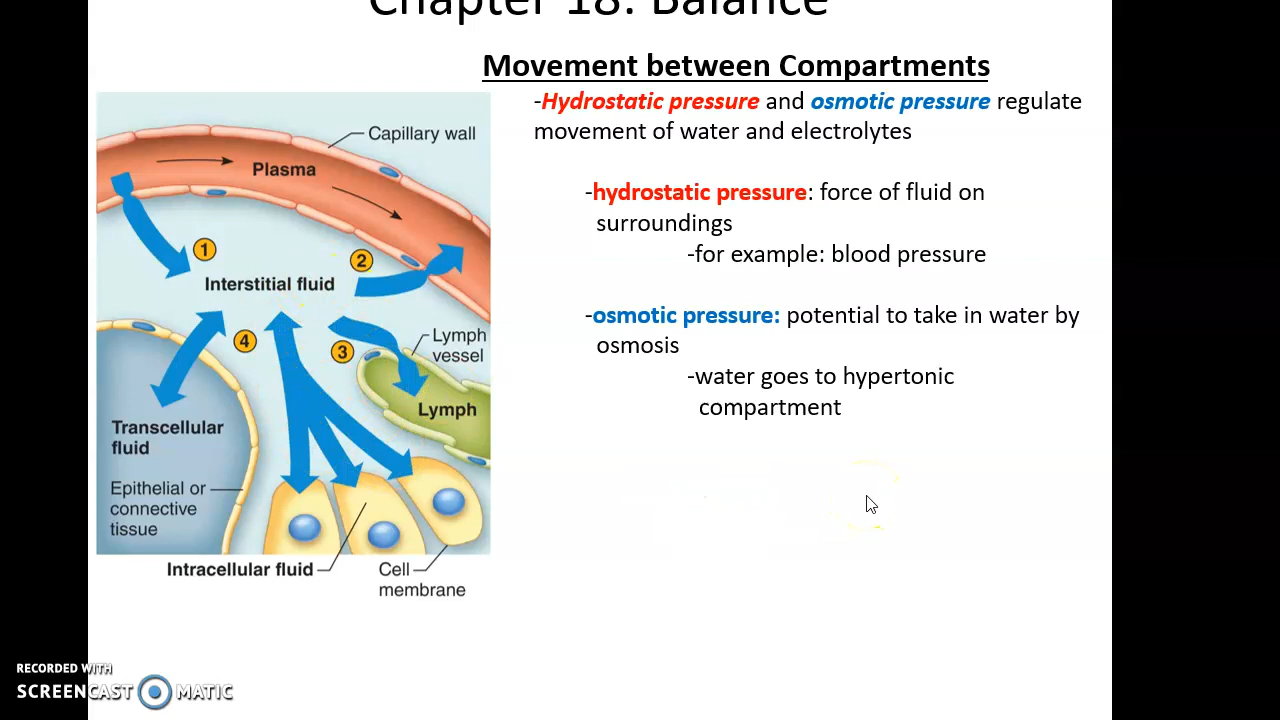 Chapter 18: Balance
Movement between Compartments
-Hydrostatic pressure and osmotic pressure regulate
movement of water and electrolytes
-hydrostatic pressure: force of fluid on
surroundings
-for example: blood pressure
-osmotic pressure: potential to take in water by
osmosis
-water goes to hypertonic
compartment
Capillary wall
Plasma
1
2
Interstitial fluid
4
3
Lymph
vessel
Lymph
Transcellular
fluid
Epithelial or
connective
tissue
Intracellular fluid
Cell
membrane
RECORDED WITH
SCREENCAST MATIC